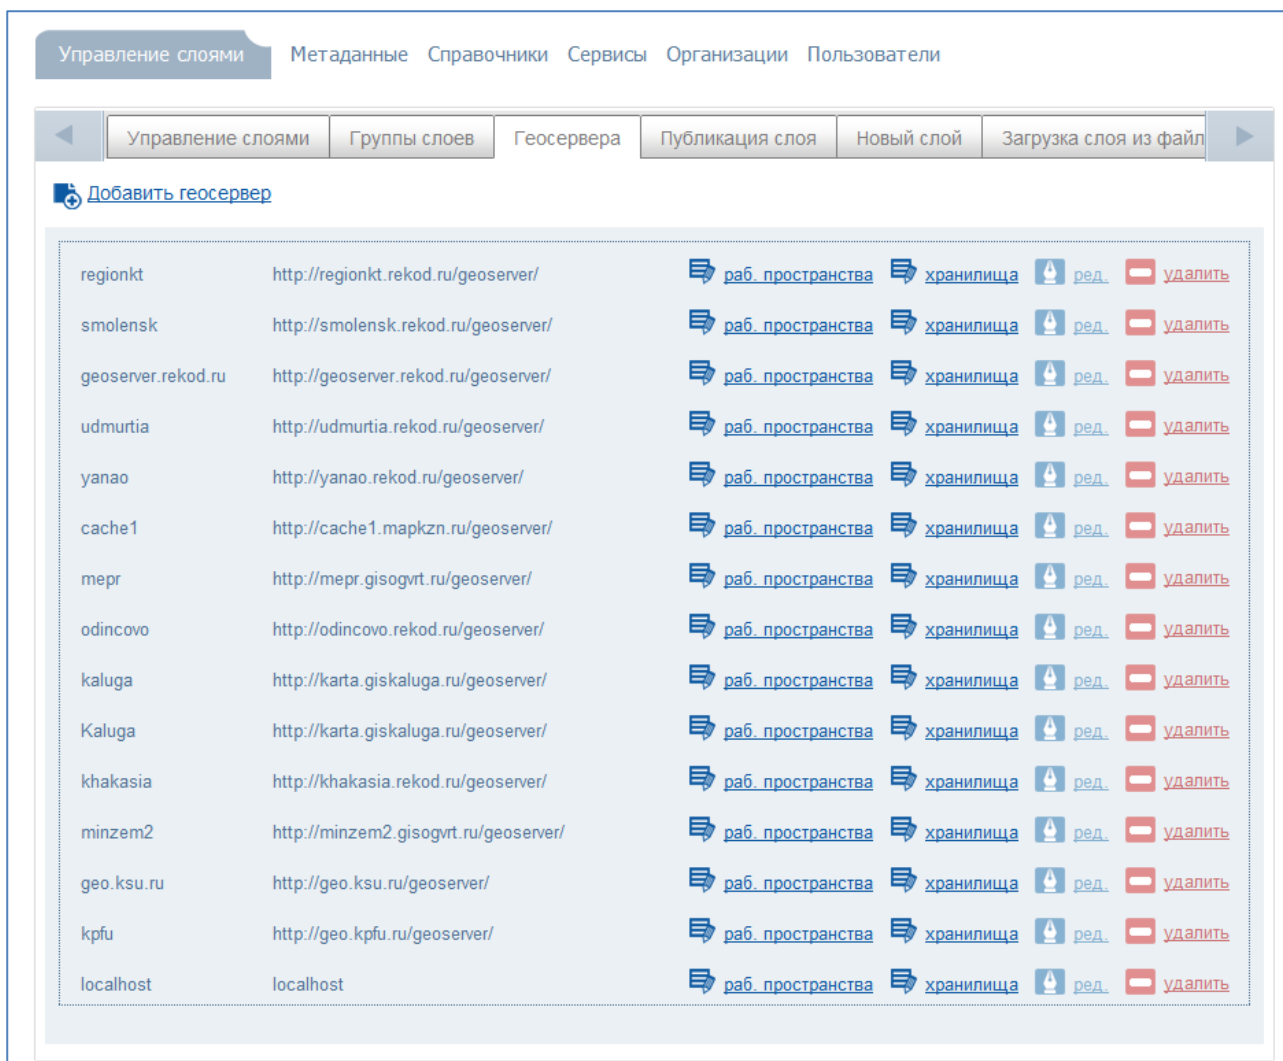 Управление слоями Метаданные Справочники Сервисы Организации Пользователи
Управление слоями Группы слоев Геосервера Публикация слоя Новый слой Загрузка слоя из файл
Добавить геосервер
regionkt http://regionkt.rekod.ru/geoserver/ раб. пространства хранилища ред. удалить
smolensk http://smolensk.rekod.ru/geoserver/ раб. пространства хранилища ред. удалить
geoserver.rekod.ru http://geoserver.rekod.ru/geoserver/ раб. пространства хранилища ред. удалить
udmurtia http://udmurtia.rekod.ru/geoserver/ раб. пространства хранилища ред. удалить
yanao http://yanao.rekod.ru/geoserver/ раб. пространства хранилища ред. удалить
cache1 http://cache1.mapkzn.ru/geoserver/ раб. пространства хранилища ред. удалить
mepr http://mepr.gisogvrt.ru/geoserver/ раб. пространства хранилища ред. удалить
odincovo http://odincovo.rekod.ru/geoserver/ раб. пространства хранилища ред. удалить
kaluga http://karta.giskaluga.ru/geoserver/ раб. пространства хранилища ред. удалить
Kaluga http://karta.giskaluga.ru/geoserver/ раб. пространства хранилища ред. удалить
khakasia http://khakasia.rekod.ru/geoserver/ раб. пространства хранилища ред. удалить
minzem2 http://minzem2.gisogvrt.ru/geoserver/ раб. пространства хранилища ред. удалить
geo.ksu.ru http://geo.ksu.ru/geoserver/ раб. пространства хранилища ред. удалить
kpfu http://geo.kpfu.ru/geoserver/ раб. пространства хранилища ред. удалить
localhost localhost раб. пространства хранилища ред. удалить